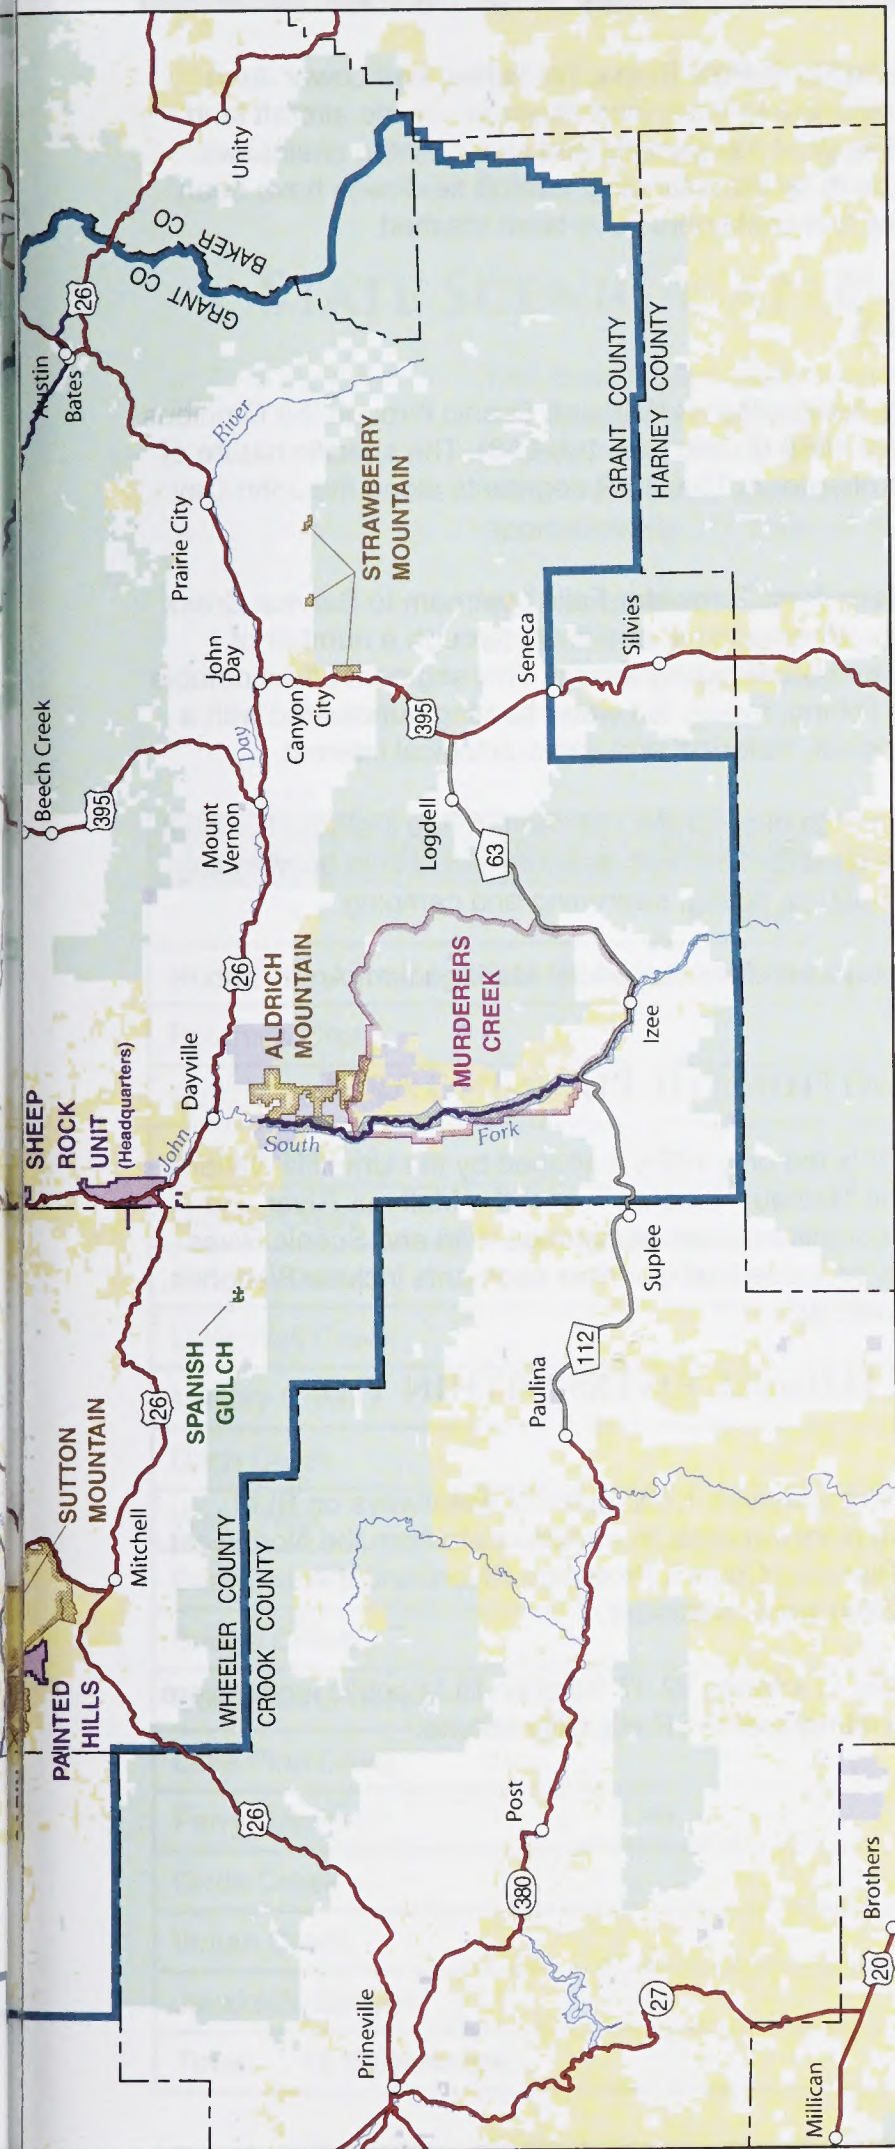 PAINTED
HILLS
SUTTON
MOUNTAIN
Mitchell
26
SHEEP
ROCK
UNIT
(Headquarters)
Dayville
John
26
Beech Creek
395
Mount
Vernon
Day
John
Day
Canyon
City
Prairie City
River
Austin
Bates
26
Unity
GRANT CO
BAKER CO
SPANISH
GULCH
26
WHEELER COUNTY
CROOK COUNTY
ALDRICH
MOUNTAIN
South
Fork
MURDERERS
CREEK
STRAWBERRY
MOUNTAIN
395
Logdell
63
Izee
Seneca
Silvies
GRANT COUNTY
HARNEY COUNTY
Prineville
380
Post
Paulina
112
Suplee
27
Millican
20
Brothers